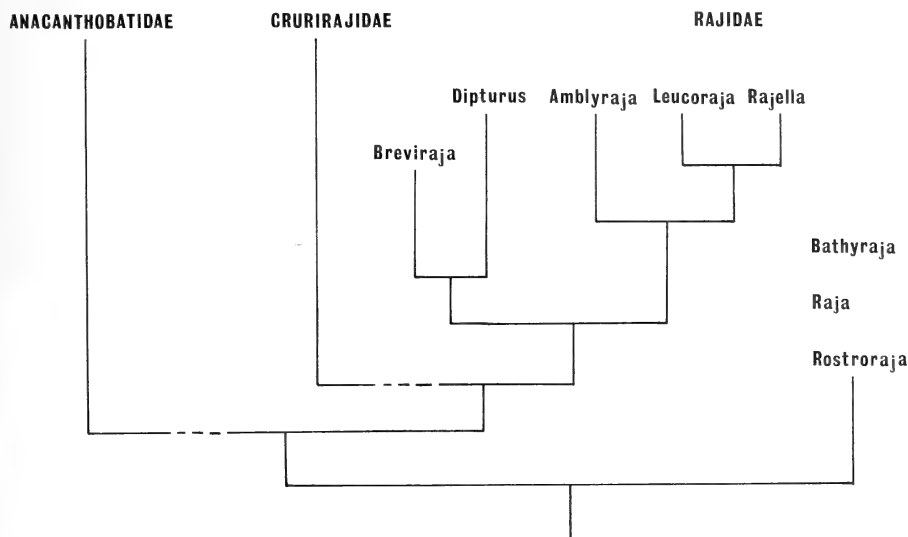 ANACANTHOBATIDAE CRURIRAJIDAE RAJIDAE
Dipturus Amblyraja Leucoraja Rajella
Breviraja
Bathyraja
Raja
Rostroraja